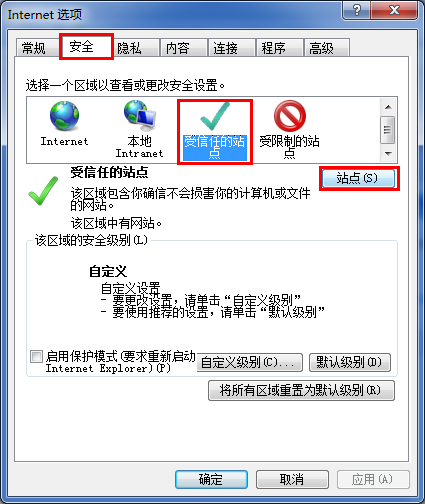 Internet 选项
常规 安全 隐私 内容 连接 程序 高级
选择一个区域以查看或更改安全设置。
Internet
本地
Intranet
受信任的站
点
受限制的站
点
受信任的站点
站点(S)
该区域包含你确信不会损害你的计算机或文件
的网站。
该区域中有网站。
该区域的安全级别(L)
自定义
自定义设置
- 要更改设置，请单击“自定义级别”
- 要使用推荐的设置，请单击“默认级别”
启用保护模式(要求重新启动
Internet Explorer)(P)
自定义级别(C)...
默认级别(D)
将所有区域重置为默认级别(R)
确定 取消 应用(A)